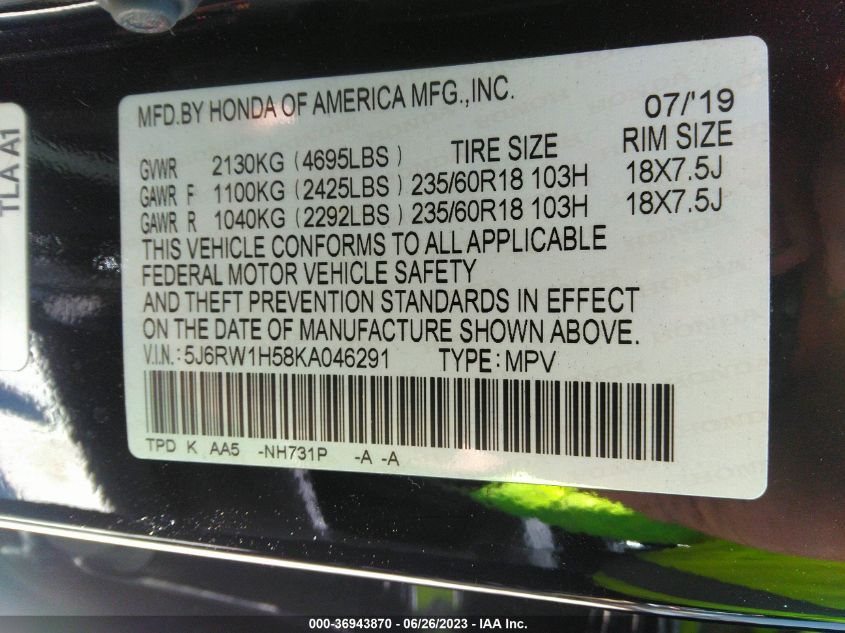 TLA A1
MFD.BY HONDA OF AMERICA MFG.,INC. 07/'19
TIRE SIZE RIM SIZE
GVWR 2130KG (4695LBS)
GAWR F 1100KG (2425LBS) 235/60R18 103H 18X7.5J
GAWR R 1040KG (2292LBS) 235/60R18 103H 18X7.5J
THIS VEHICLE CONFORMS TO ALL APPLICABLE
FEDERAL MOTOR VEHICLE SAFETY
AND THEFT PREVENTION STANDARDS IN EFFECT
ON THE DATE OF MANUFACTURE SHOWN ABOVE.
V.I.N.: 5J6RW1H58KA046291 TYPE: MPV
TPD K AA5 -NH731P -A -A
000-36943870 - 06/26/2023 - IAA Inc.